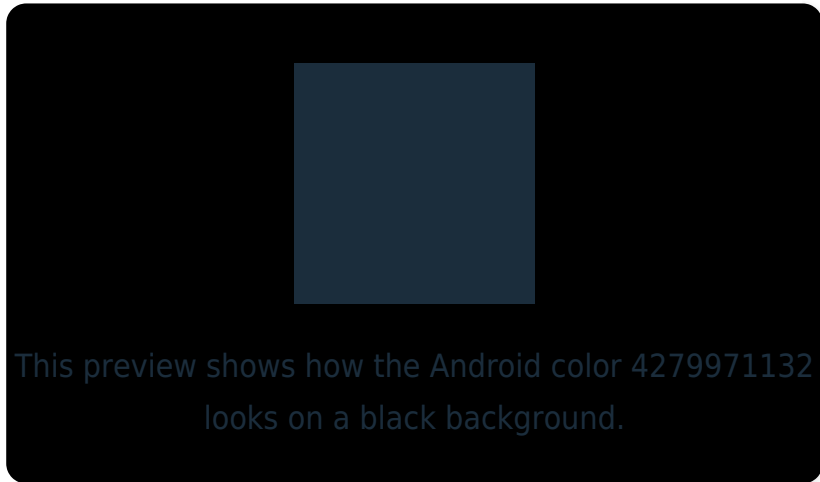 This preview shows how the Android color 4279971132
looks on a black background.